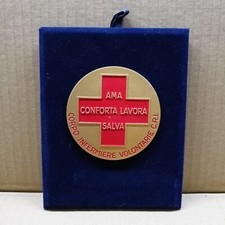 AMA
CONFORTA LAVORA
SALVA
CORPO INFERMIERE VOLONTARIE C.R.I.